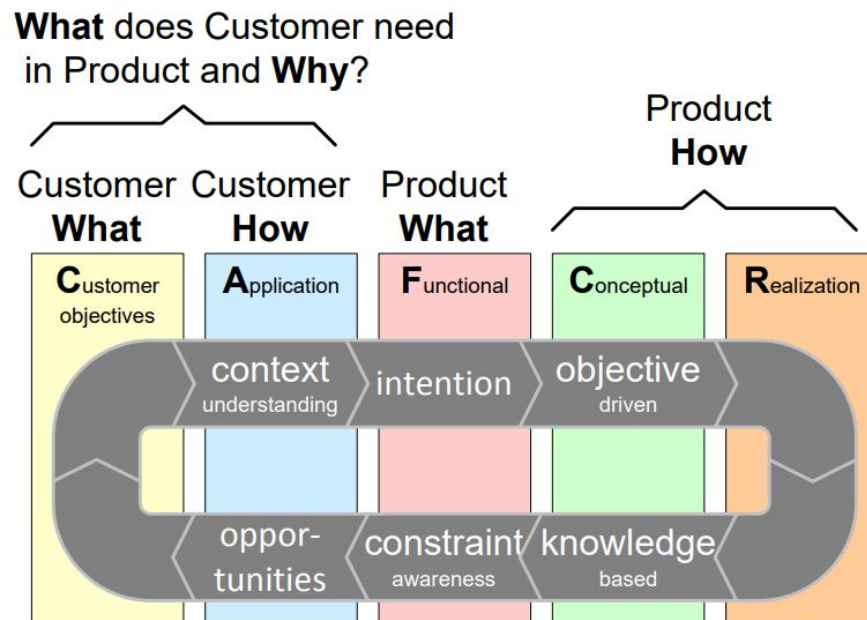 What does Customer need
in Product and Why?
Product
How
Customer Customer Product
What How What
Customer Application Functional Conceptual Realization
objectives
context intention objective
understanding driven
oppor- constraint knowledge
tunities awareness based